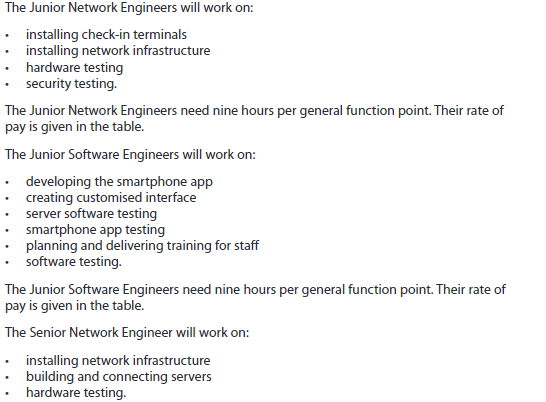 The Junior Network Engineers will work on:
• installing check-in terminals
• installing network infrastructure
• hardware testing
• security testing.
The Junior Network Engineers need nine hours per general function point. Their rate of
pay is given in the table.
The Junior Software Engineers will work on:
• developing the smartphone app
• creating customised interface
• server software testing
• smartphone app testing
• planning and delivering training for staff
• software testing.
The Junior Software Engineers need nine hours per general function point. Their rate of
pay is given in the table.
The Senior Network Engineer will work on:
• installing network infrastructure
• building and connecting servers
• hardware testing.